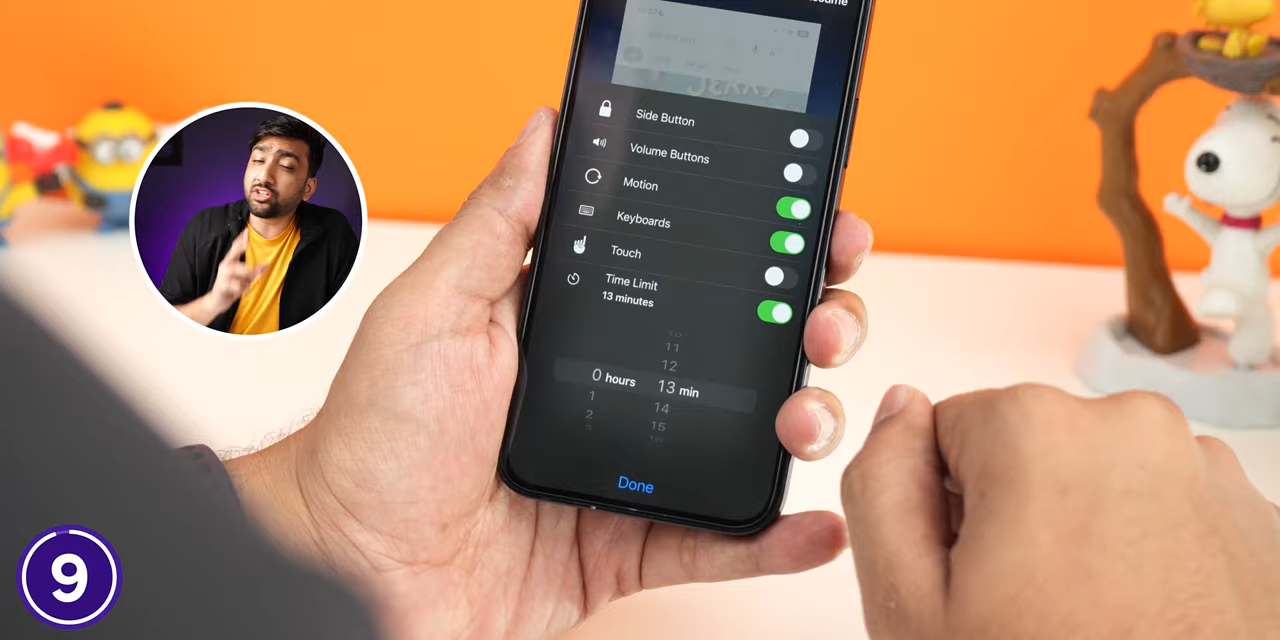 Side Button
Volume Buttons
Motion
Keyboards
Touch
Time Limit
13 minutes
11
12
0 hours 13 min
1 14
2 15
Done
9